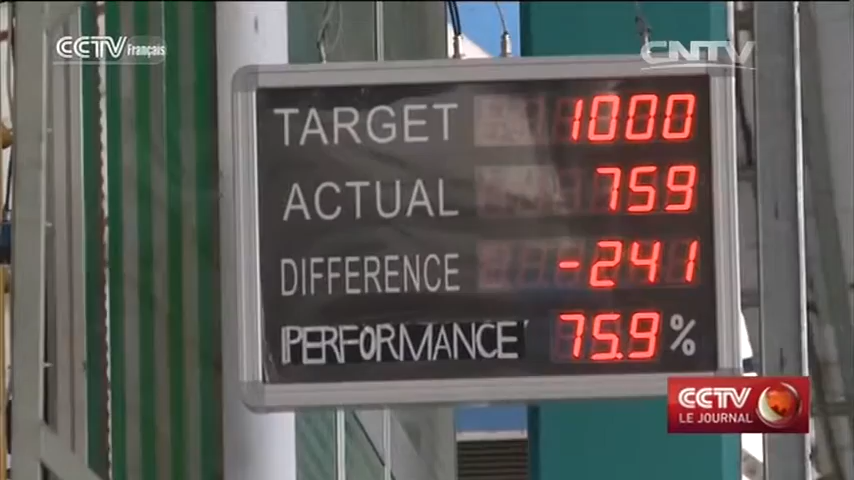 CCTV Français
CNTV
TARGET 1000
ACTUAL 759
DIFFERENCE -241
PERFORMANCE 75.9 %
CCTV
LE JOURNAL